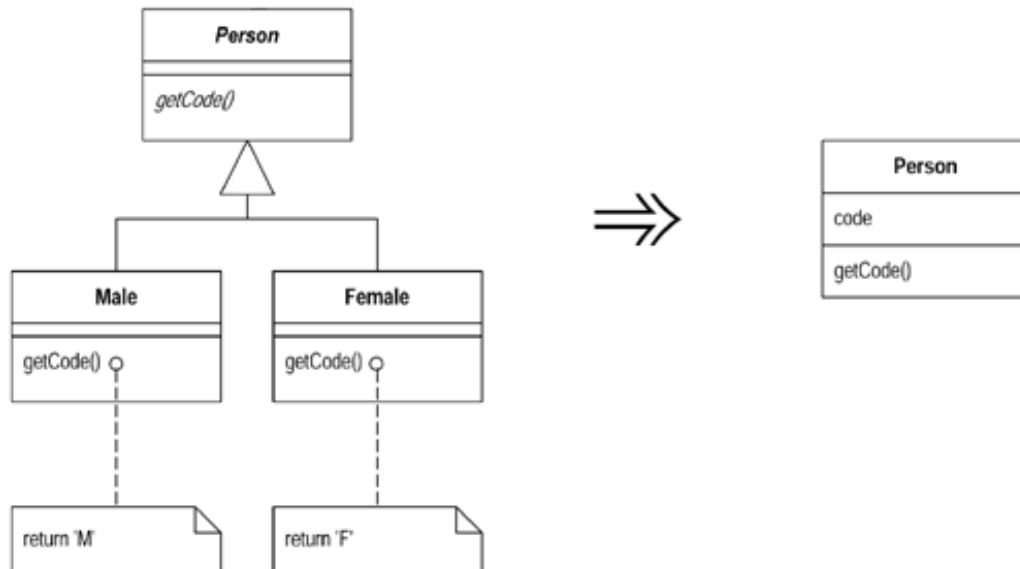 Person
getCode()
Male
getCode()
return 'M'
Female
getCode()
return 'F'
Person
code
getCode()